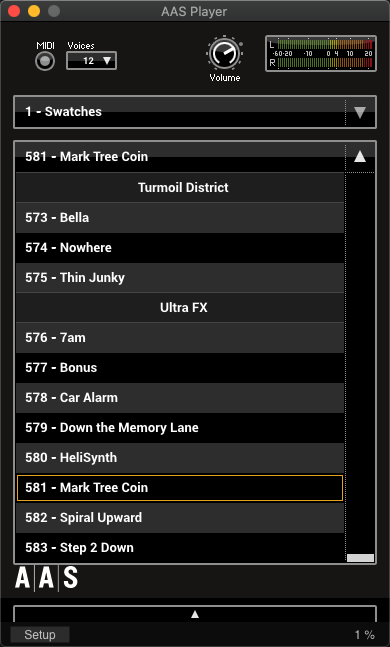 AAS Player
MIDI
Voices
12
Volume
L
-60 -20 -10 0 4 10 20
R
1 - Swatches
581 - Mark Tree Coin
Turmoil District
573 - Bella
574 - Nowhere
575 - Thin Junky
Ultra FX
576 - 7am
577 - Bonus
578 - Car Alarm
579 - Down the Memory Lane
580 - HeliSynth
581 - Mark Tree Coin
582 - Spiral Upward
583 - Step 2 Down
A|A|S
Setup
1 %